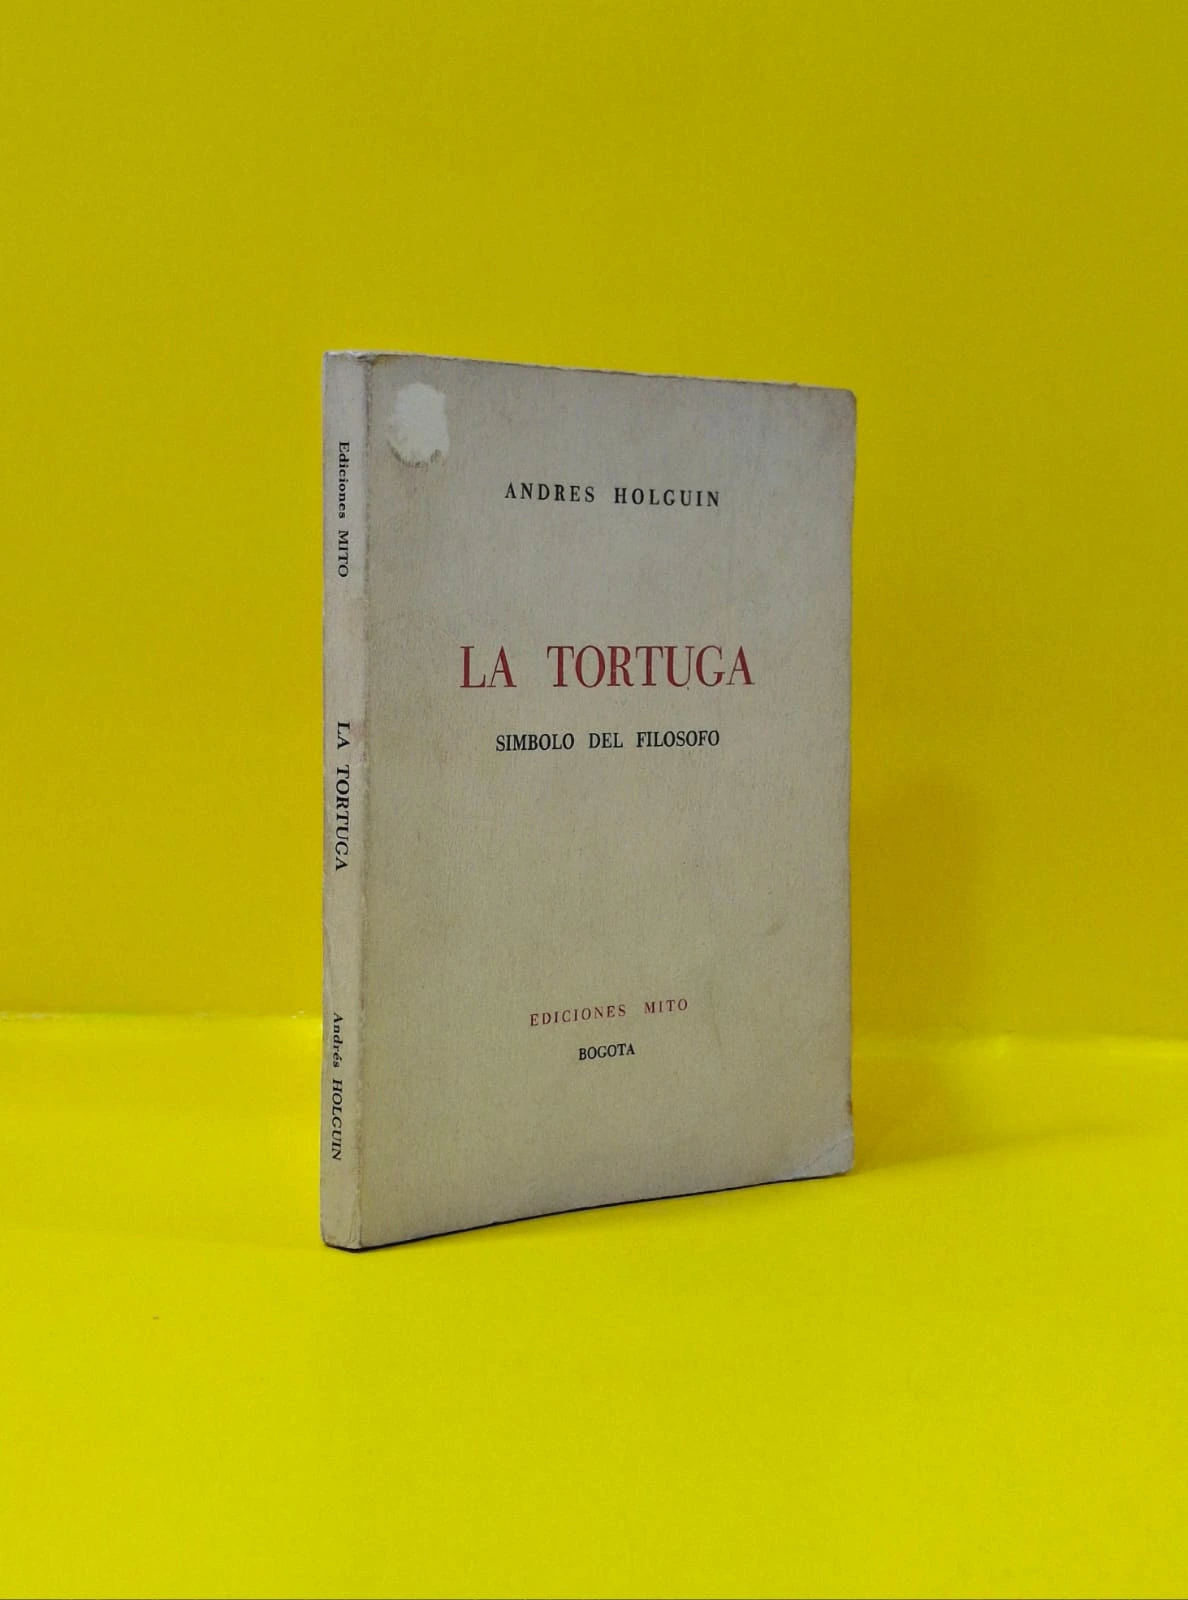 Ediciones MITO
LA TORTUGA
Andrés HOLGUIN
ANDRES HOLGUIN
LA TORTUGA
SIMBOLO DEL FILOSOFO
EDICIONES MITO
BOGOTA